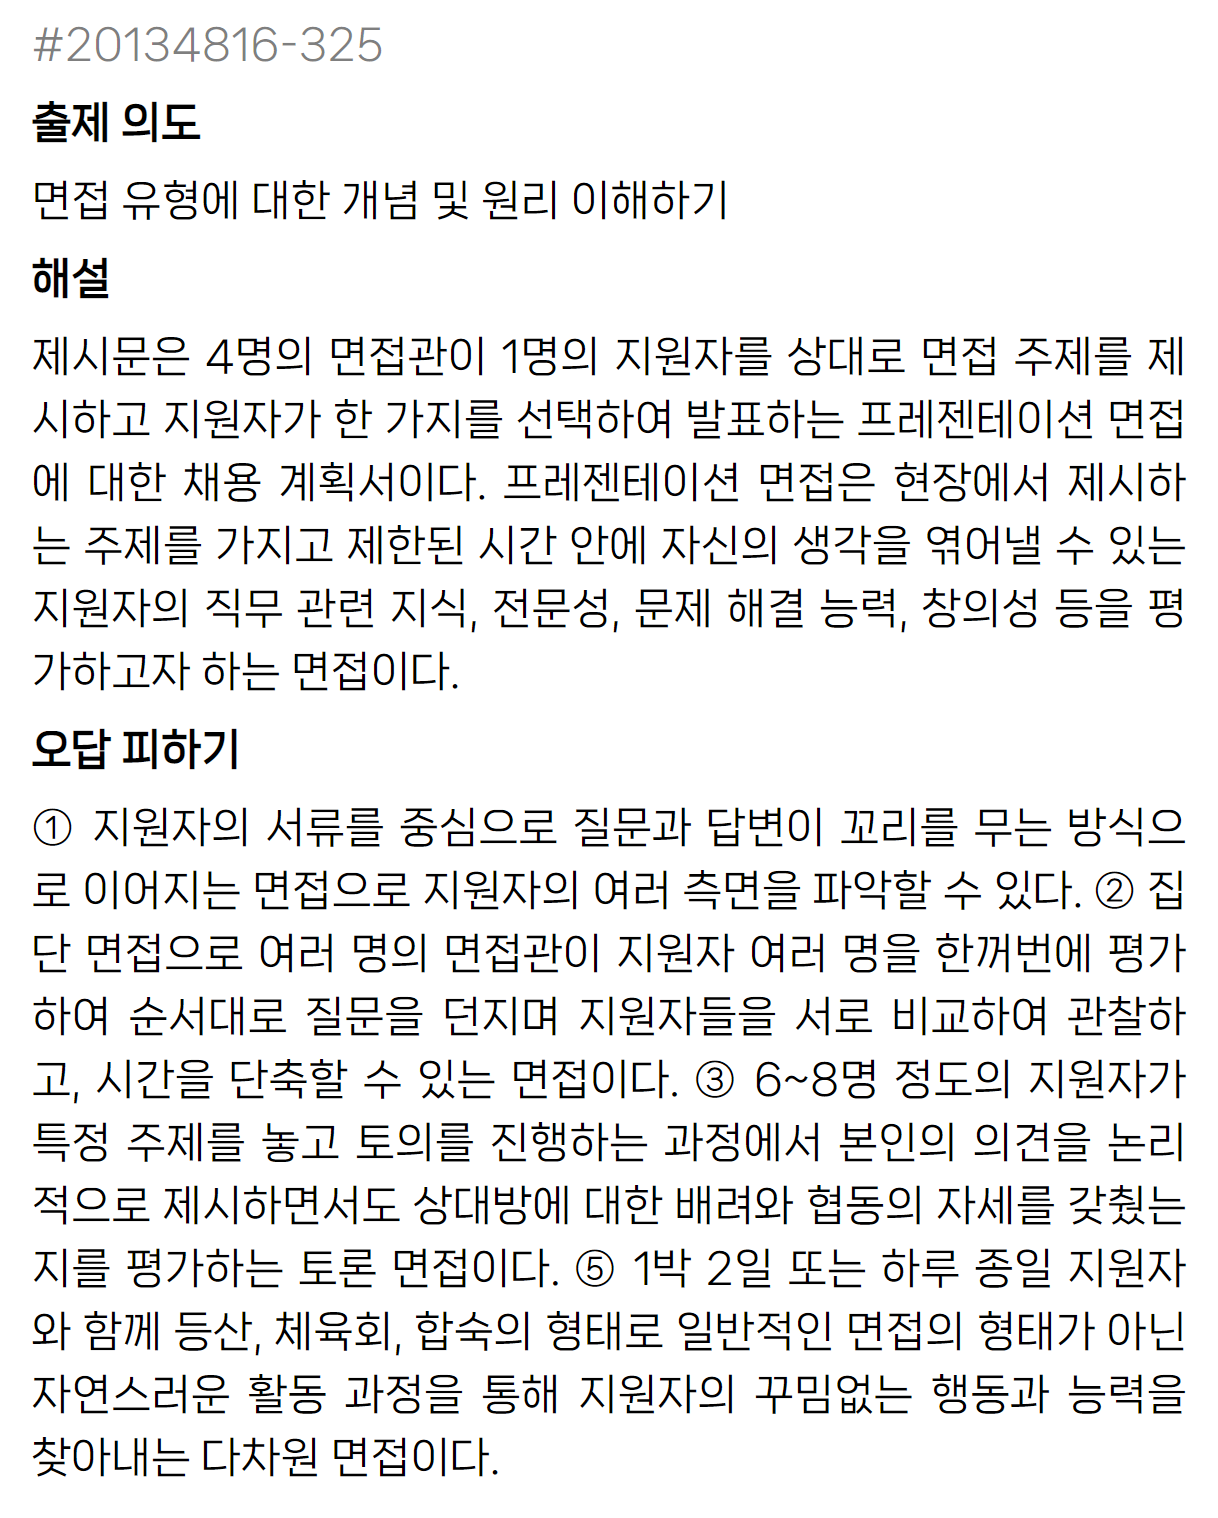 #20134816-325
출제 의도
면접 유형에 대한 개념 및 원리 이해하기
해설
제시문은 4명의 면접관이 1명의 지원자를 상대로 면접 주제를 제
시하고 지원자가 한 가지를 선택하여 발표하는 프레젠테이션 면접
에 대한 채용 계획서이다. 프레젠테이션 면접은 현장에서 제시하
는 주제를 가지고 제한된 시간 안에 자신의 생각을 엮어낼 수 있는
지원자의 직무 관련 지식, 전문성, 문제 해결 능력, 창의성 등을 평
가하고자 하는 면접이다.
오답 피하기
① 지원자의 서류를 중심으로 질문과 답변이 꼬리를 무는 방식으
로 이어지는 면접으로 지원자의 여러 측면을 파악할 수 있다. ② 집
단 면접으로 여러 명의 면접관이 지원자 여러 명을 한꺼번에 평가
하여 순서대로 질문을 던지며 지원자들을 서로 비교하여 관찰하
고, 시간을 단축할 수 있는 면접이다. ③ 6~8명 정도의 지원자가
특정 주제를 놓고 토의를 진행하는 과정에서 본인의 의견을 논리
적으로 제시하면서도 상대방에 대한 배려와 협동의 자세를 갖췄는
지를 평가하는 토론 면접이다. ⑤ 1박 2일 또는 하루 종일 지원자
와 함께 등산, 체육회, 합숙의 형태로 일반적인 면접의 형태가 아닌
자연스러운 활동 과정을 통해 지원자의 꾸밈없는 행동과 능력을
찾아내는 다차원 면접이다.